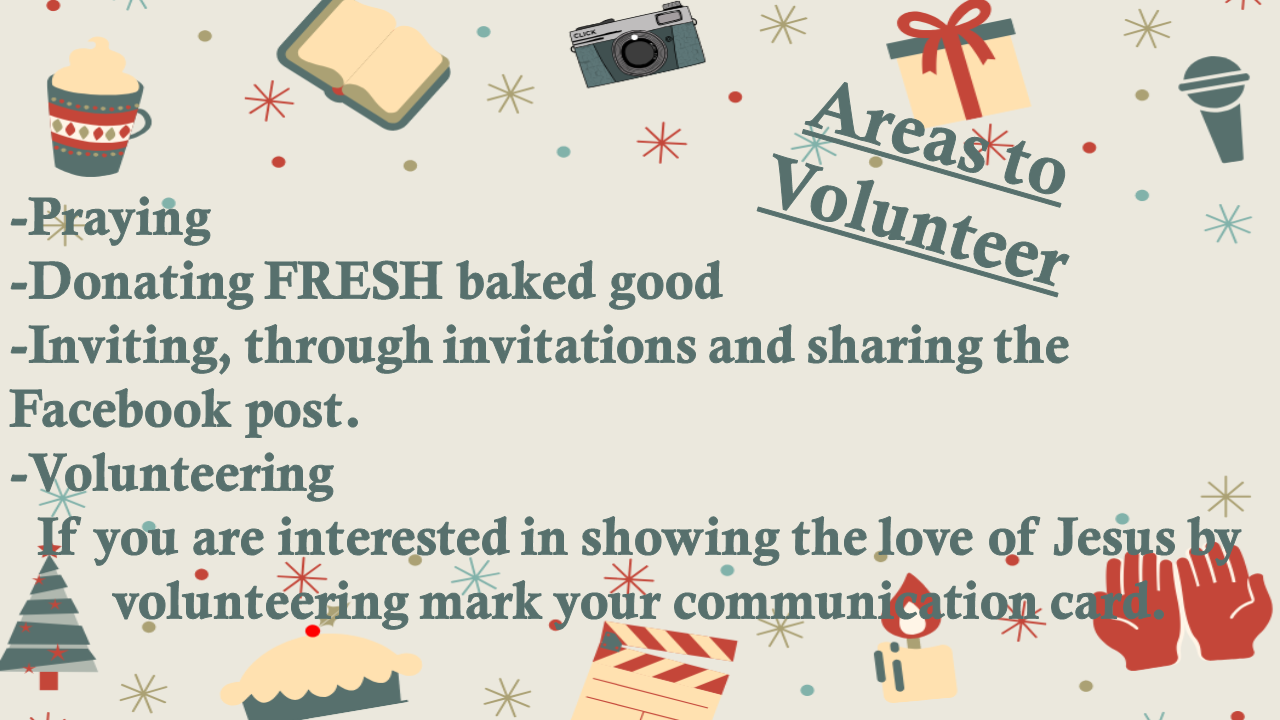 CLICK
Areas to
Volunteer
-Praying
-Donating FRESH baked good
-Inviting, through invitations and sharing the
Facebook post.
-Volunteering
If you are interested in showing the love of Jesus by
volunteering mark your communication card.